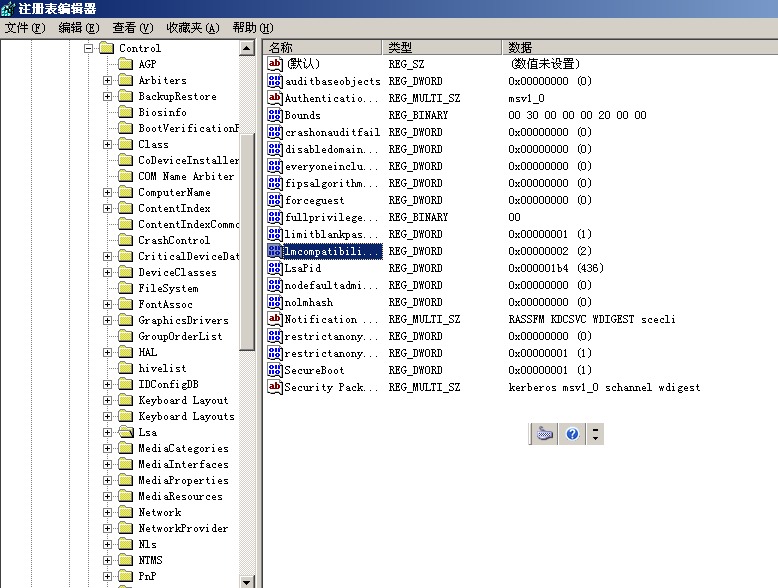 注册表编辑器
文件(F) 编辑(E) 查看(V) 收藏夹(A) 帮助(H)
Control
AGP
Arbiters
BackupRestore
Biosinfo
BootVerificationP
Class
CoDeviceInstaller
COM Name Arbiter
ComputerName
ContentIndex
ContentIndexCommo
CrashControl
CriticalDeviceDat
DeviceClasses
FileSystem
FontAssoc
GraphicsDrivers
GroupOrderList
HAL
hivelist
IDConfigDB
Keyboard Layout
Keyboard Layouts
Lsa
MediaCategories
MediaInterfaces
MediaProperties
MediaResources
Network
NetworkProvider
Nls
NTMS
PnP
名称 类型 数据
(默认) REG_SZ (数值未设置)
auditbaseobjects REG_DWORD 0x00000000 (0)
Authenticatio... REG_MULTI_SZ msv1_0
Bounds REG_BINARY 00 30 00 00 00 20 00 00
crashonauditfail REG_DWORD 0x00000000 (0)
disabledomain... REG_DWORD 0x00000000 (0)
everyoneinclu... REG_DWORD 0x00000000 (0)
fipsalgorithm... REG_DWORD 0x00000000 (0)
forceguest REG_DWORD 0x00000000 (0)
fullprivilege... REG_BINARY 00
limitblankpas... REG_DWORD 0x00000001 (1)
lmcompatibili... REG_DWORD 0x00000002 (2)
LsaPid REG_DWORD 0x000001b4 (436)
nodefaultadmi... REG_DWORD 0x00000000 (0)
nolmhash REG_DWORD 0x00000000 (0)
Notification ... REG_MULTI_SZ RASSFM KDCSVC WDIGEST scecli
restrictanony... REG_DWORD 0x00000000 (0)
restrictanony... REG_DWORD 0x00000001 (1)
SecureBoot REG_DWORD 0x00000001 (1)
Security Pack... REG_MULTI_SZ kerberos msv1_0 schannel wdigest